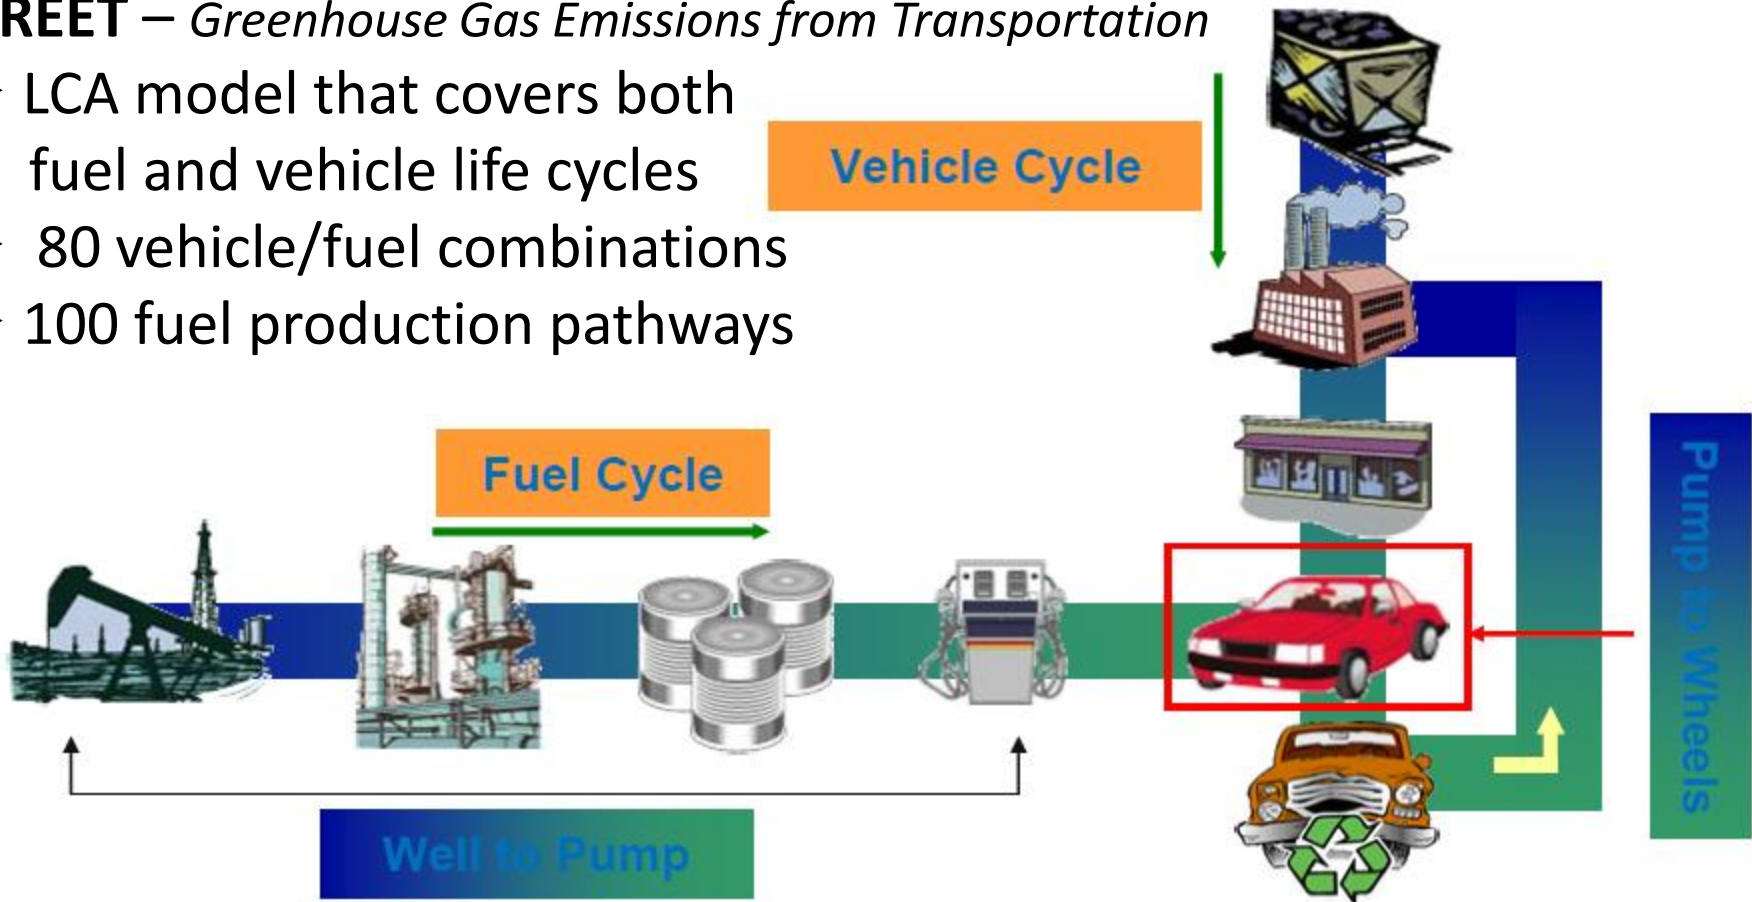 REET – Greenhouse Gas Emissions from Transportation
LCA model that covers both
fuel and vehicle life cycles
80 vehicle/fuel combinations
100 fuel production pathways
Vehicle Cycle
Fuel Cycle
Pump to Wheels
Well to Pump